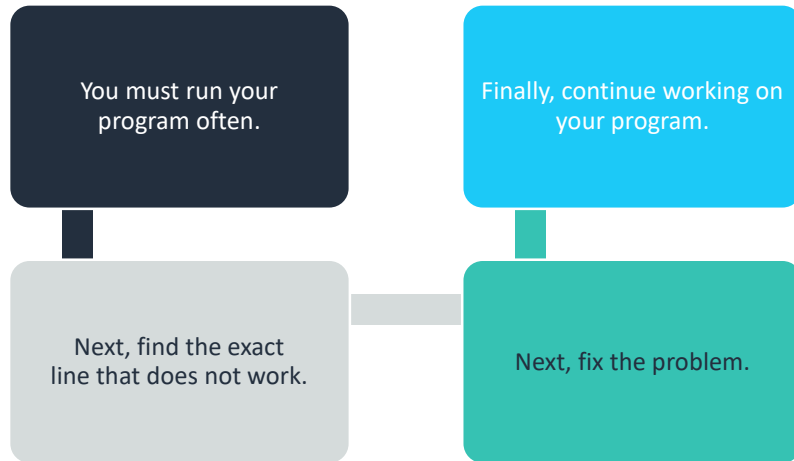 You must run your
program often.
Next, find the exact
line that does not work.
Next, fix the problem.
Finally, continue working on
your program.